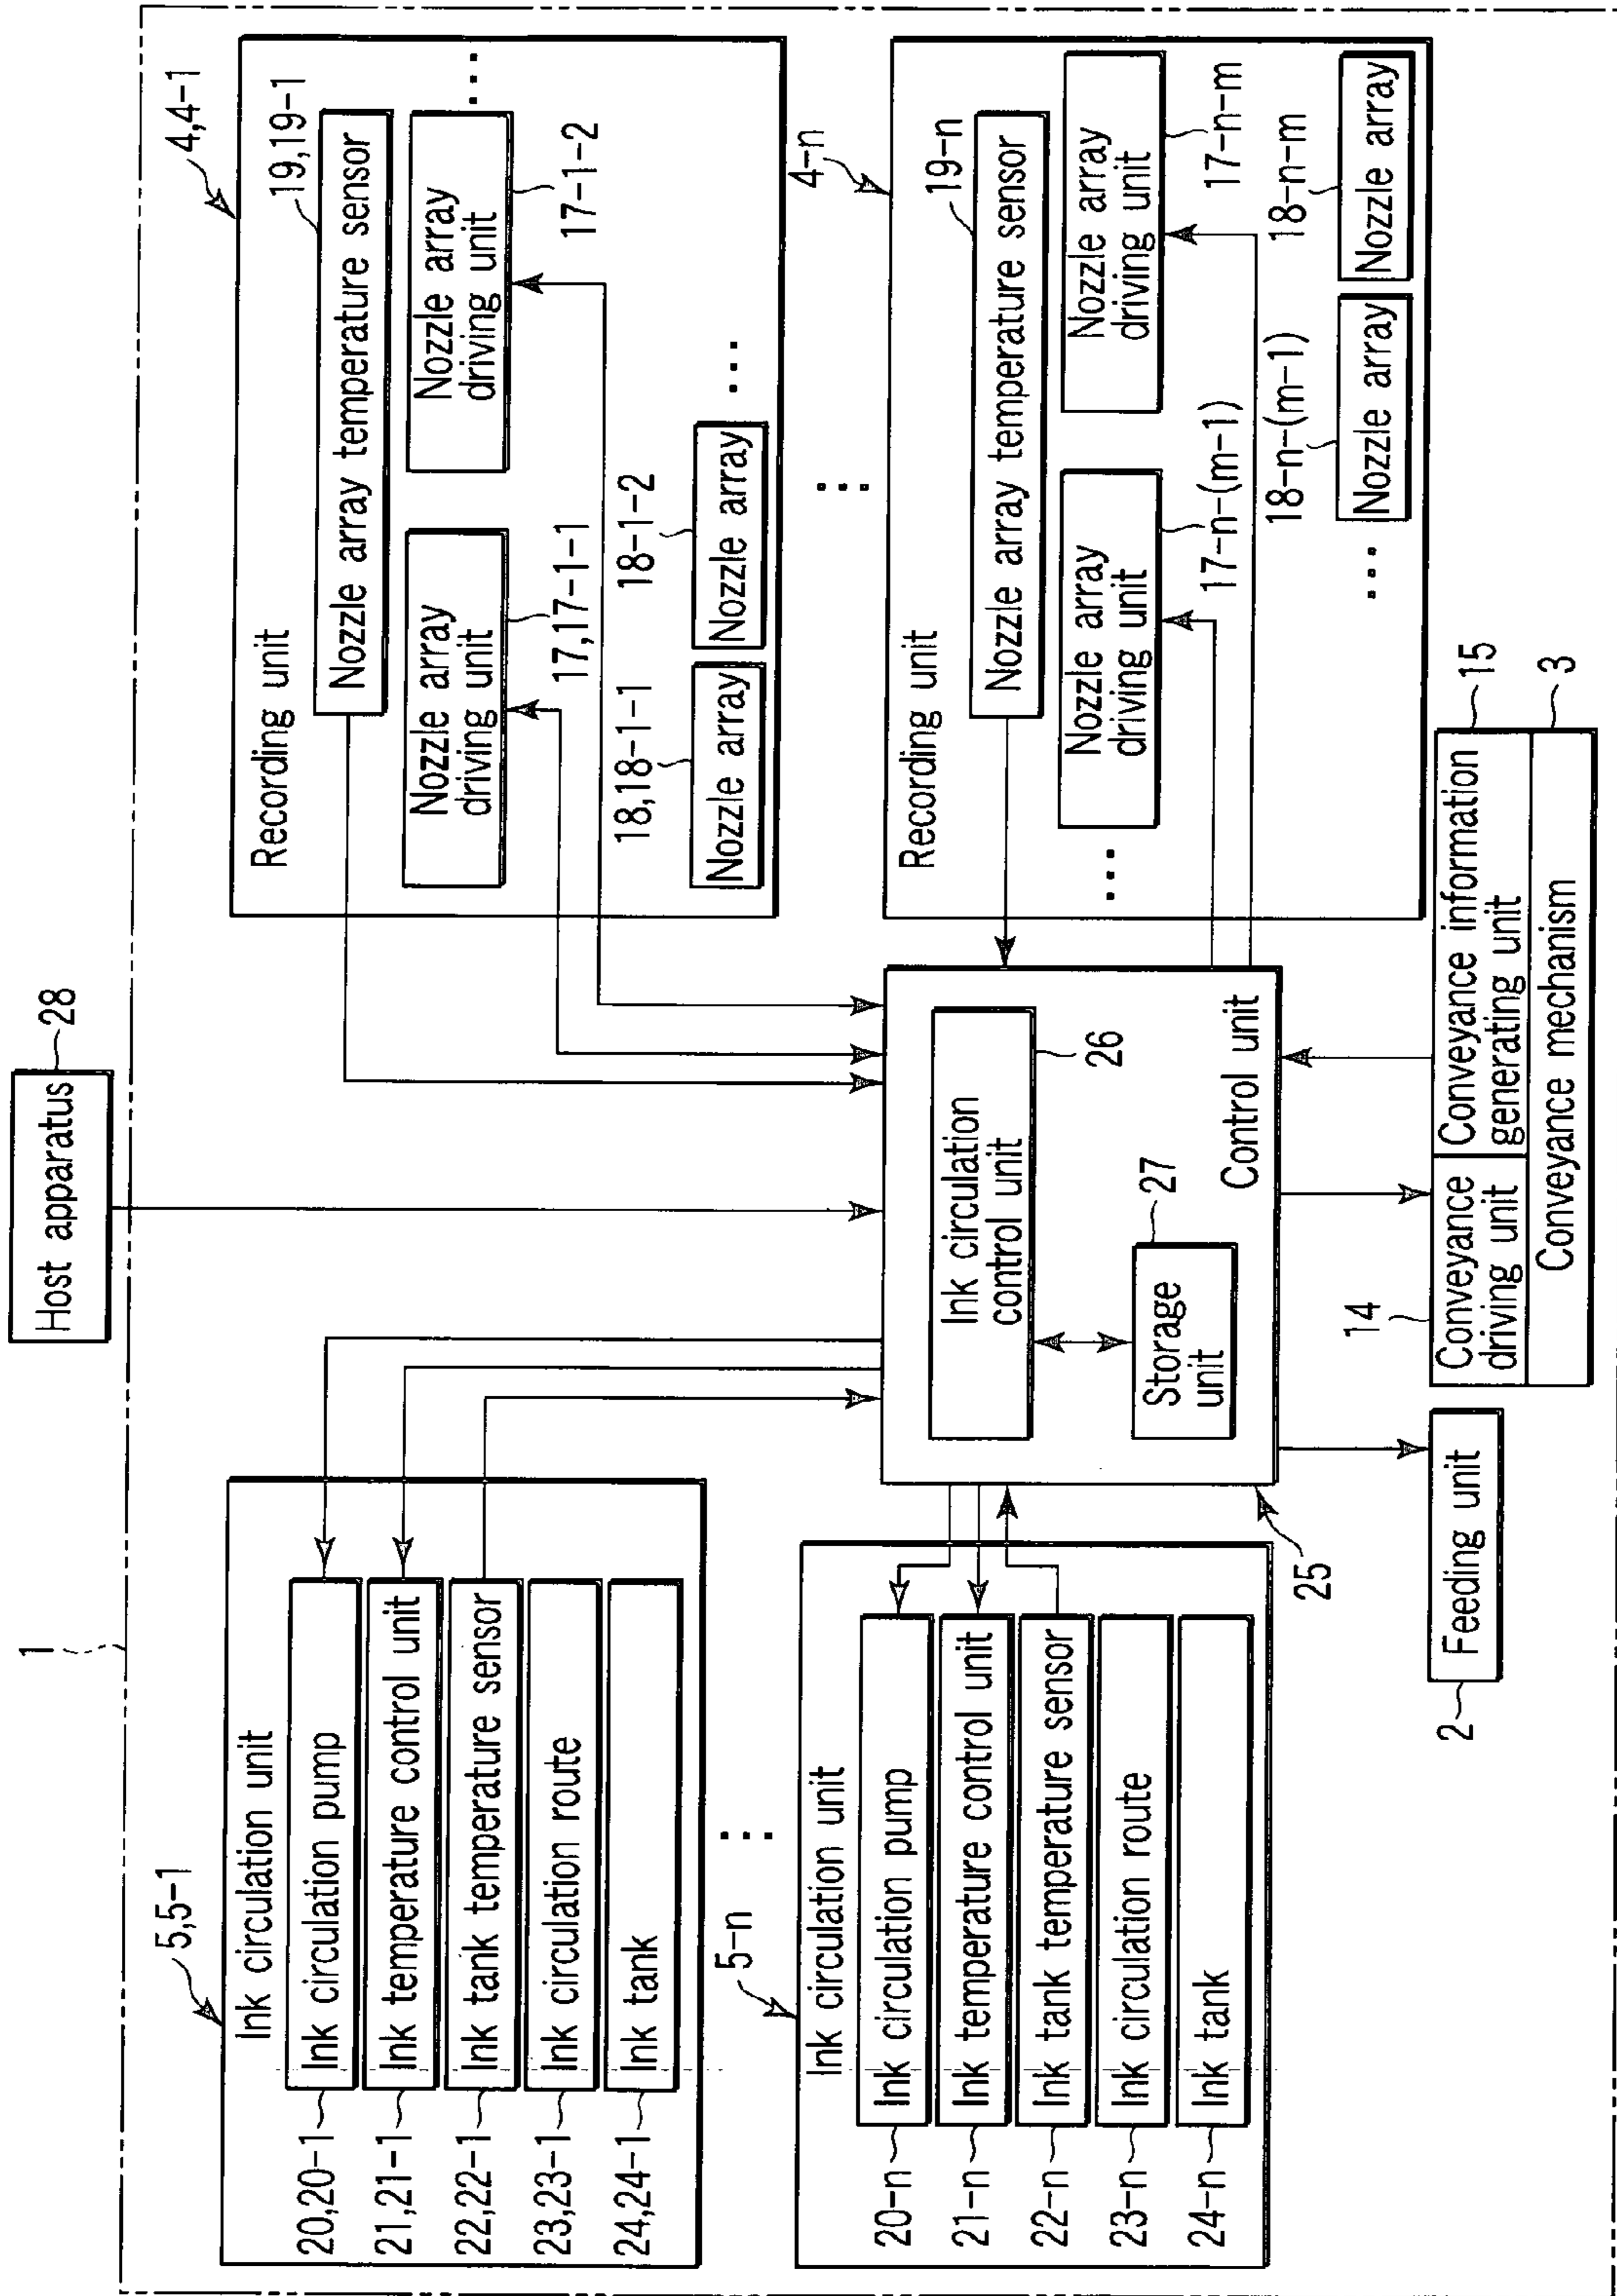 Host apparatus
28
1
5,5-1
Ink circulation unit
20,20-1
Ink circulation pump
21,21-1
Ink temperature control unit
22,22-1
Ink tank temperature sensor
23,23-1
Ink circulation route
24,24-1
Ink tank
5-n
Ink circulation unit
20-n
Ink circulation pump
21-n
Ink temperature control unit
22-n
Ink tank temperature sensor
23-n
Ink circulation route
24-n
Ink tank
Ink circulation
control unit
26
Storage
unit
27
Control unit
25
4,4-1
Recording unit
19,19-1
Nozzle array temperature sensor
Nozzle array
driving unit
17,17-1-1
Nozzle array
driving unit
17-1-2
...
18,18-1-1
Nozzle array
18-1-2
Nozzle array
...
...
4-n
Recording unit
19-n
Nozzle array temperature sensor
...
Nozzle array
driving unit
17-n-(m-1)
Nozzle array
driving unit
17-n-m
...
18-n-(m-1)
Nozzle array
18-n-m
Nozzle array
...
2
Feeding unit
14
Conveyance
driving unit
Conveyance information
generating unit
15
Conveyance mechanism
3